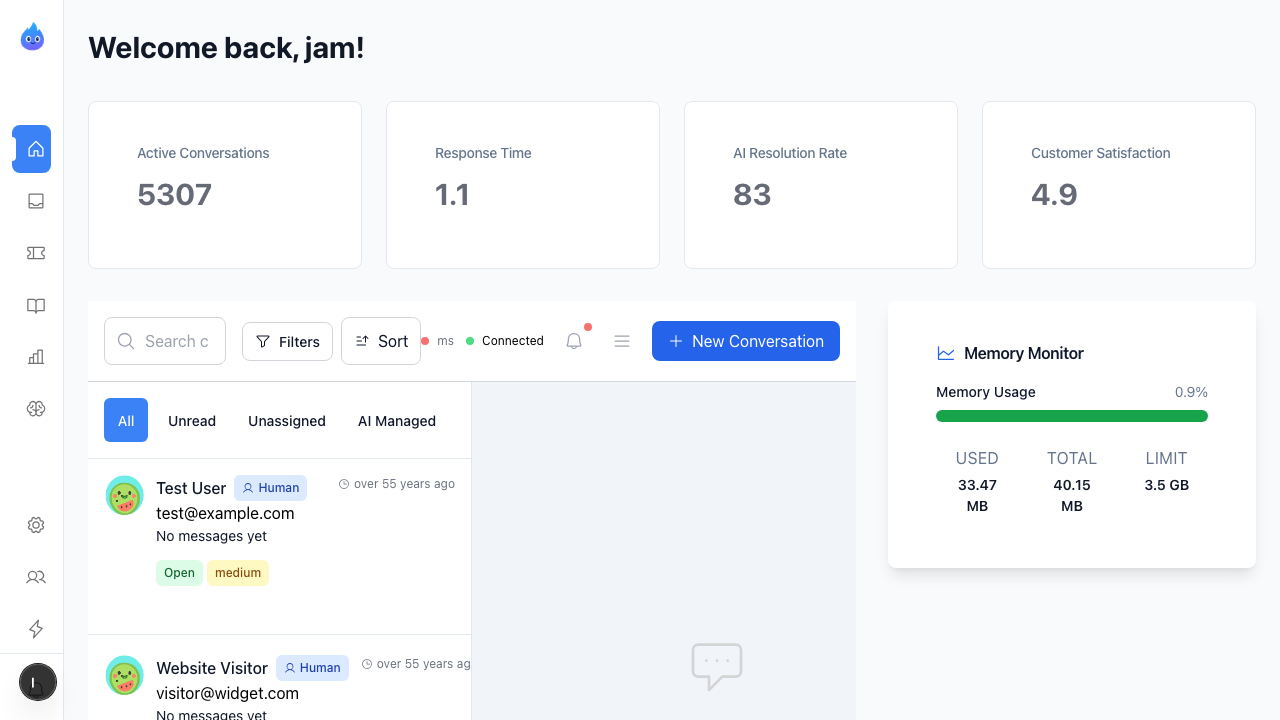 Welcome back, jam!
Active Conversations
5307
Response Time
1.1
AI Resolution Rate
83
Customer Satisfaction
4.9
Search c
Filters
Sort
ms
Connected
New Conversation
All
Unread
Unassigned
AI Managed
Test User
Human
over 55 years ago
test@example.com
No messages yet
Open
medium
Website Visitor
Human
over 55 years ag
visitor@widget.com
No messages yet
Memory Monitor
Memory Usage
0.9%
USED
TOTAL
LIMIT
33.47
MB
40.15
MB
3.5 GB